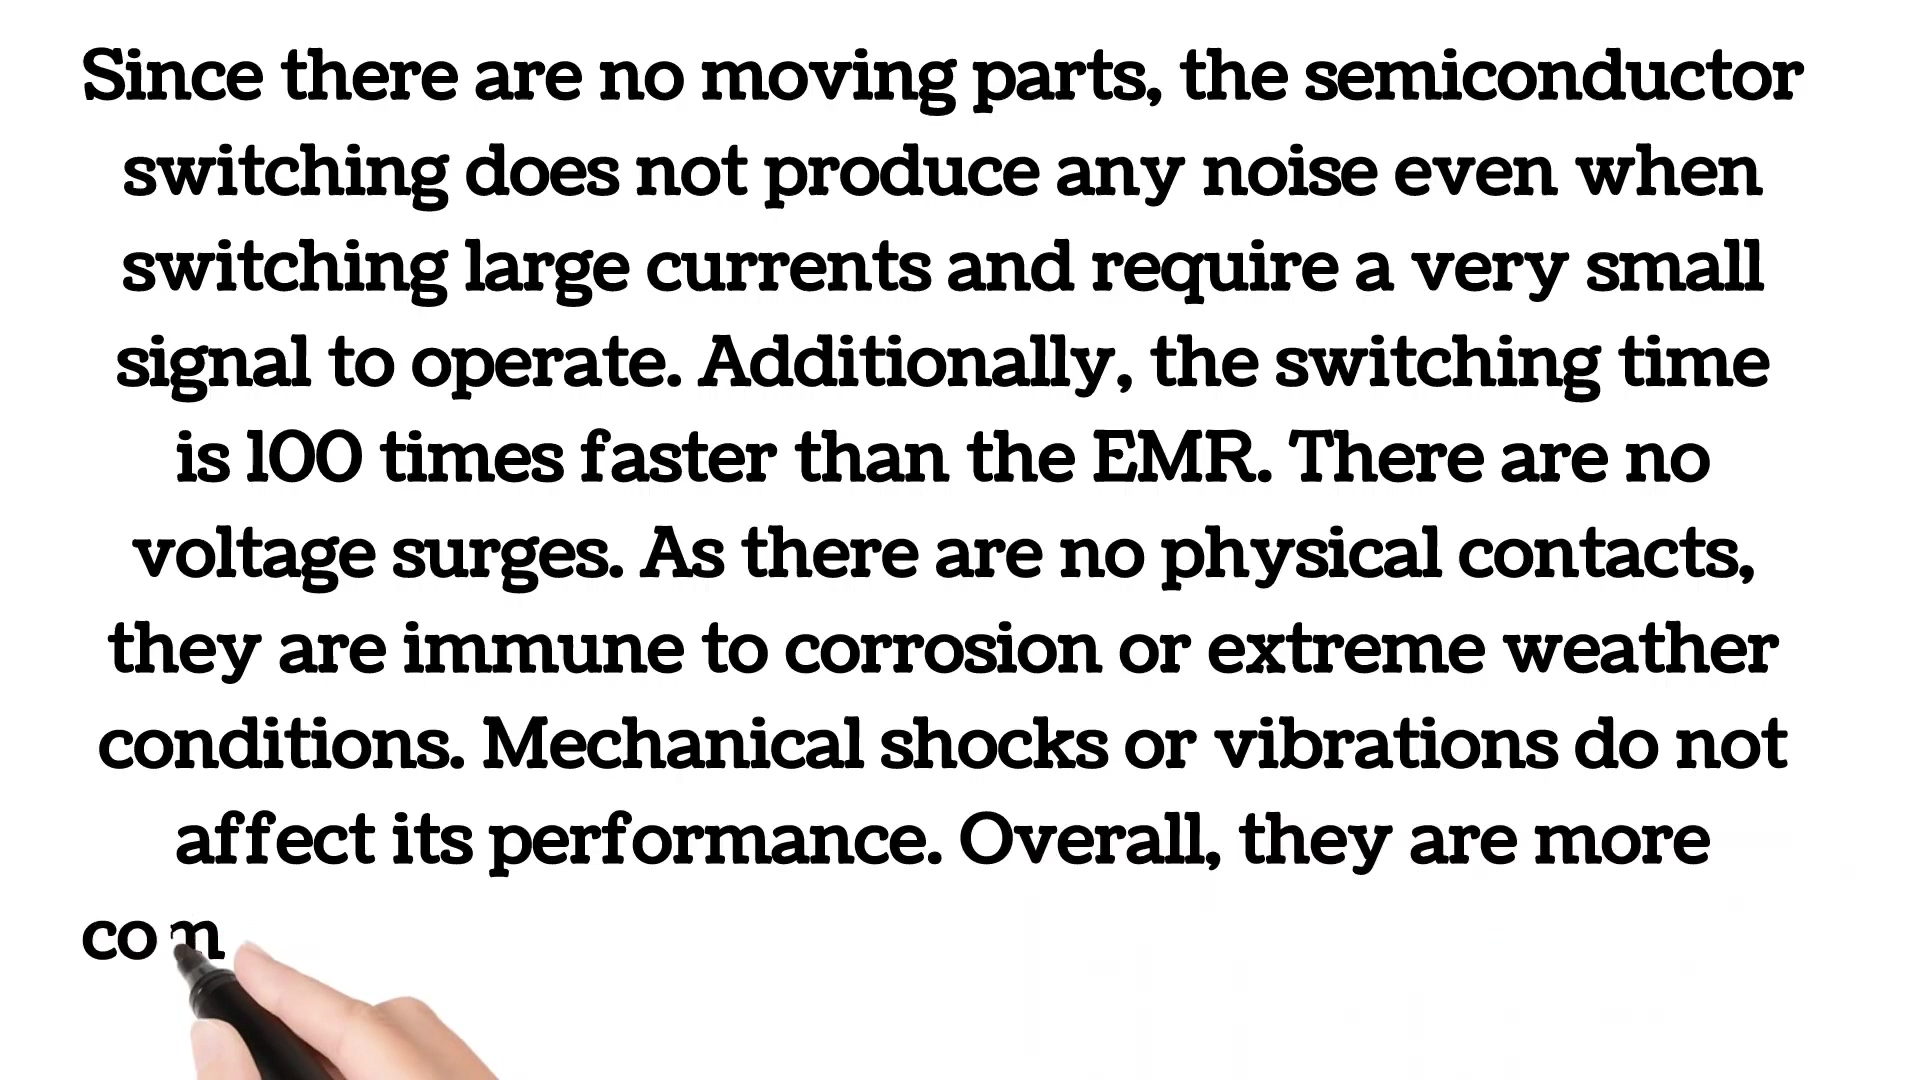 Since there are no moving parts, the semiconductor
switching does not produce any noise even when
switching large currents and require a very small
signal to operate. Additionally, the switching time
is 100 times faster than the EMR. There are no
voltage surges. As there are no physical contacts,
they are immune to corrosion or extreme weather
conditions. Mechanical shocks or vibrations do not
affect its performance. Overall, they are more
com